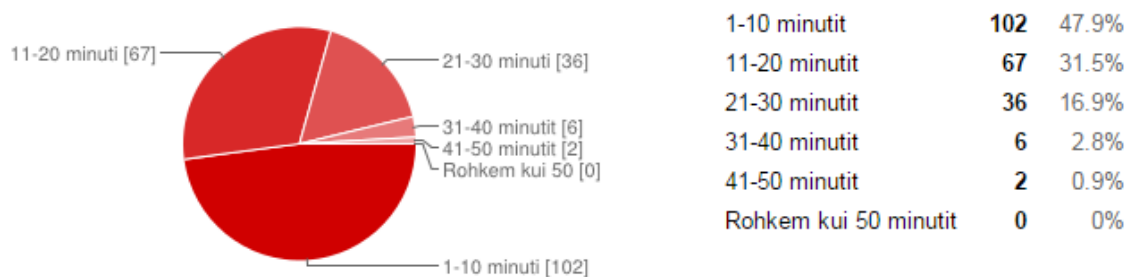 11-20 minuti [67]
21-30 minuti [36]
31-40 minutit [6]
41-50 minutit [2]
Rohkem kui 50 [0]
1-10 minuti [102]
1-10 minutit 102 47.9%
11-20 minutit 67 31.5%
21-30 minutit 36 16.9%
31-40 minutit 6 2.8%
41-50 minutit 2 0.9%
Rohkem kui 50 minutit 0 0%